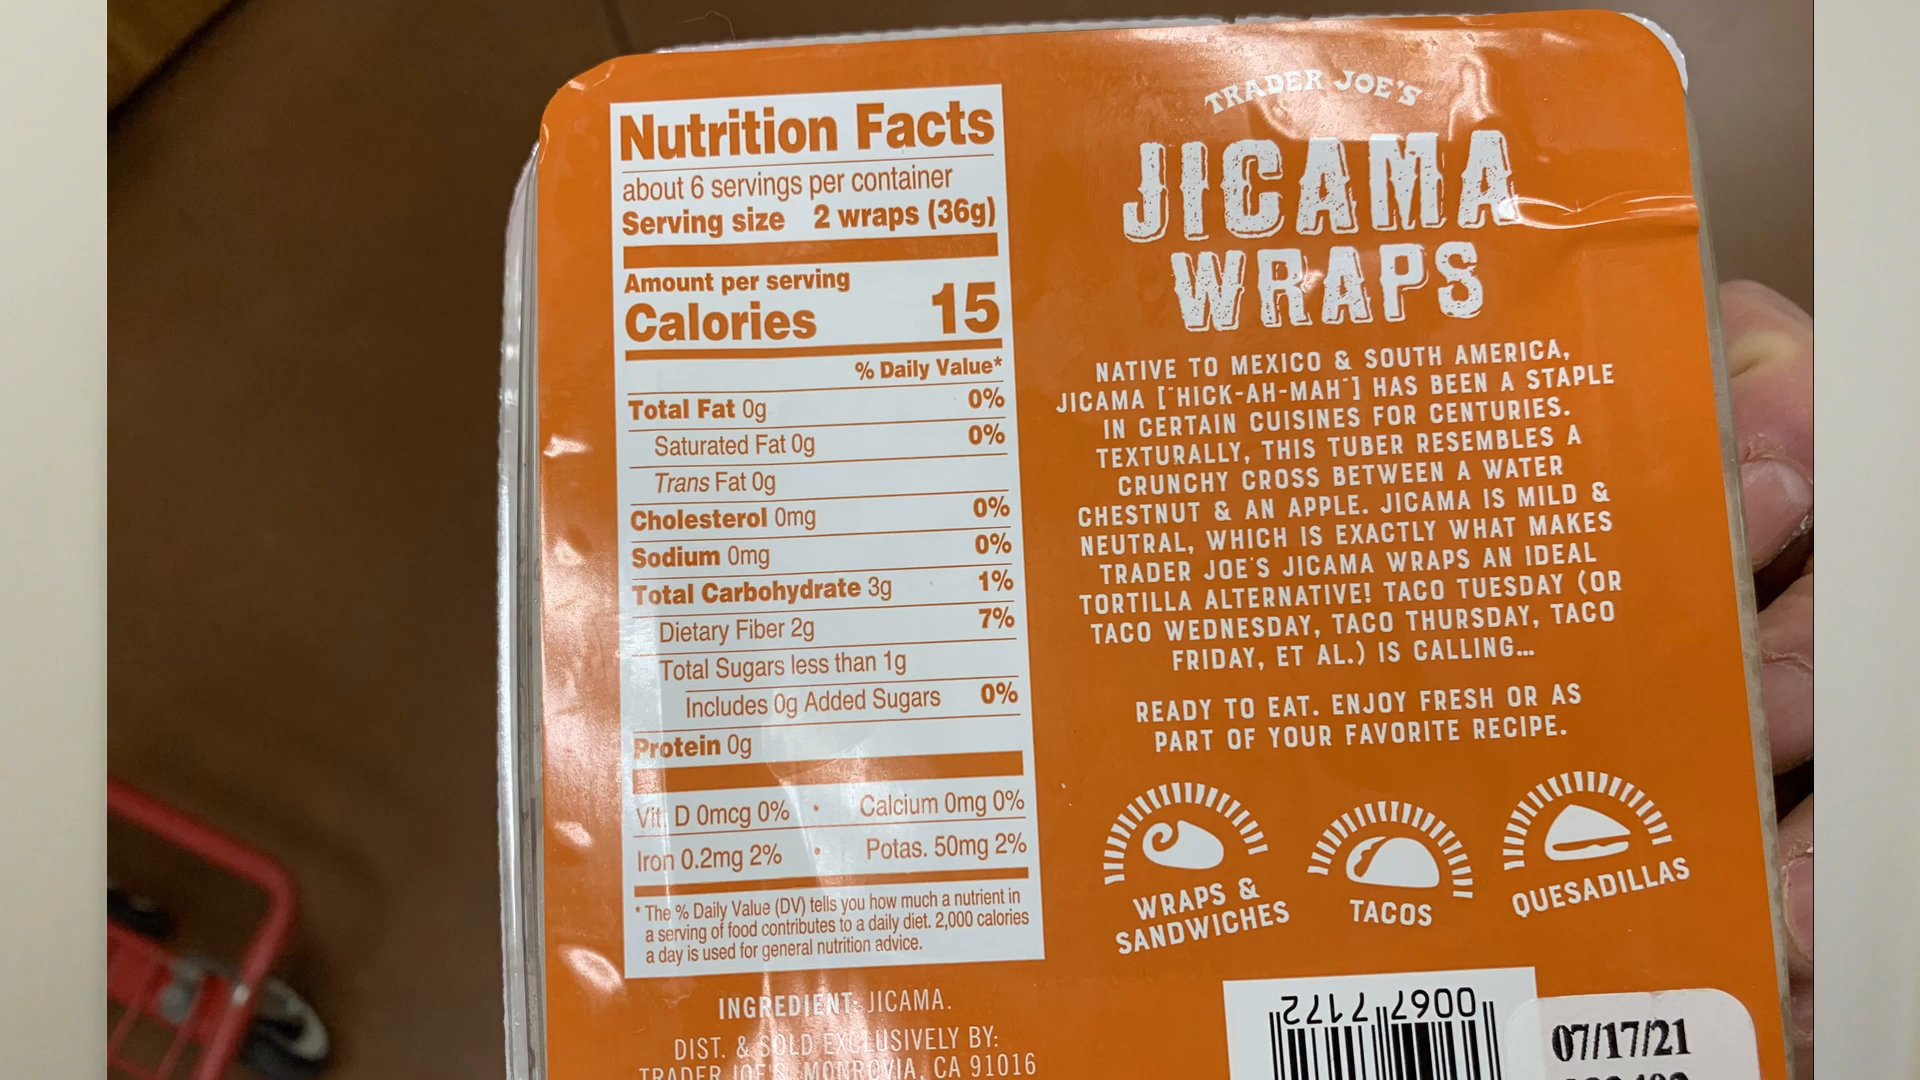 Nutrition Facts
about 6 servings per container
Serving size 2 wraps (36g)
Amount per serving
Calories 15
% Daily Value*
Total Fat 0g 0%
Saturated Fat 0g 0%
Trans Fat 0g
Cholesterol 0mg 0%
Sodium 0mg 0%
Total Carbohydrate 3g 1%
Dietary Fiber 2g 7%
Total Sugars less than 1g
Includes 0g Added Sugars 0%
Protein 0g
Vit. D 0mcg 0% • Calcium 0mg 0%
Iron 0.2mg 2% • Potas. 50mg 2%
* The % Daily Value (DV) tells you how much a nutrient in
a serving of food contributes to a daily diet. 2,000 calories
a day is used for general nutrition advice.
INGREDIENT: JICAMA.
DIST. & SOLD EXCLUSIVELY BY:
TRADER JOE'S, MONROVIA, CA 91016
TRADER JOE'S
JICAMA
WRAPS
NATIVE TO MEXICO & SOUTH AMERICA,
JICAMA ["HICK-AH-MAH"] HAS BEEN A STAPLE
IN CERTAIN CUISINES FOR CENTURIES.
TEXTURALLY, THIS TUBER RESEMBLES A
CRUNCHY CROSS BETWEEN A WATER
CHESTNUT & AN APPLE. JICAMA IS MILD &
NEUTRAL, WHICH IS EXACTLY WHAT MAKES
TRADER JOE'S JICAMA WRAPS AN IDEAL
TORTILLA ALTERNATIVE! TACO TUESDAY (OR
TACO WEDNESDAY, TACO THURSDAY, TACO
FRIDAY, ET AL.) IS CALLING...
READY TO EAT. ENJOY FRESH OR AS
PART OF YOUR FAVORITE RECIPE.
WRAPS &
SANDWICHES
TACOS
QUESADILLAS
0067 7172
07/17/21